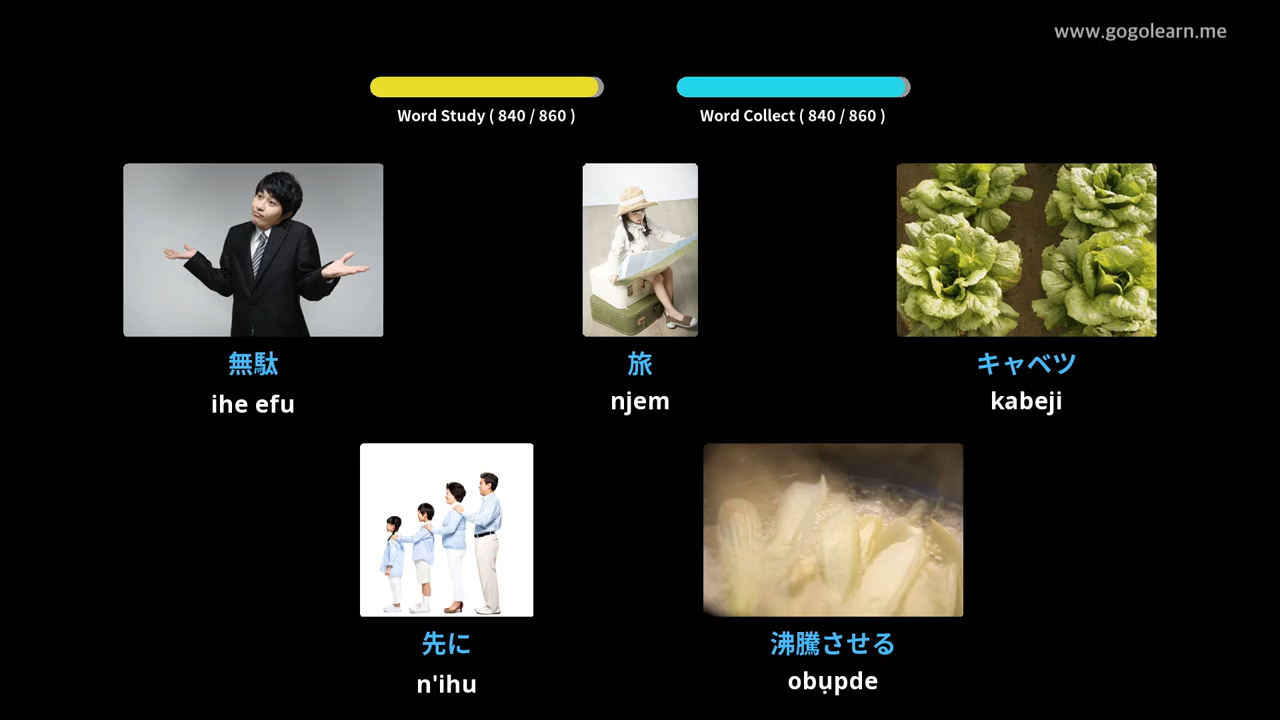 www.gogolearn.me
Word Study ( 840 / 860 )
Word Collect ( 840 / 860 )
無駄
ihe efu
旅
njem
キャベツ
kabeji
先に
n'ihu
沸騰させる
obụpde